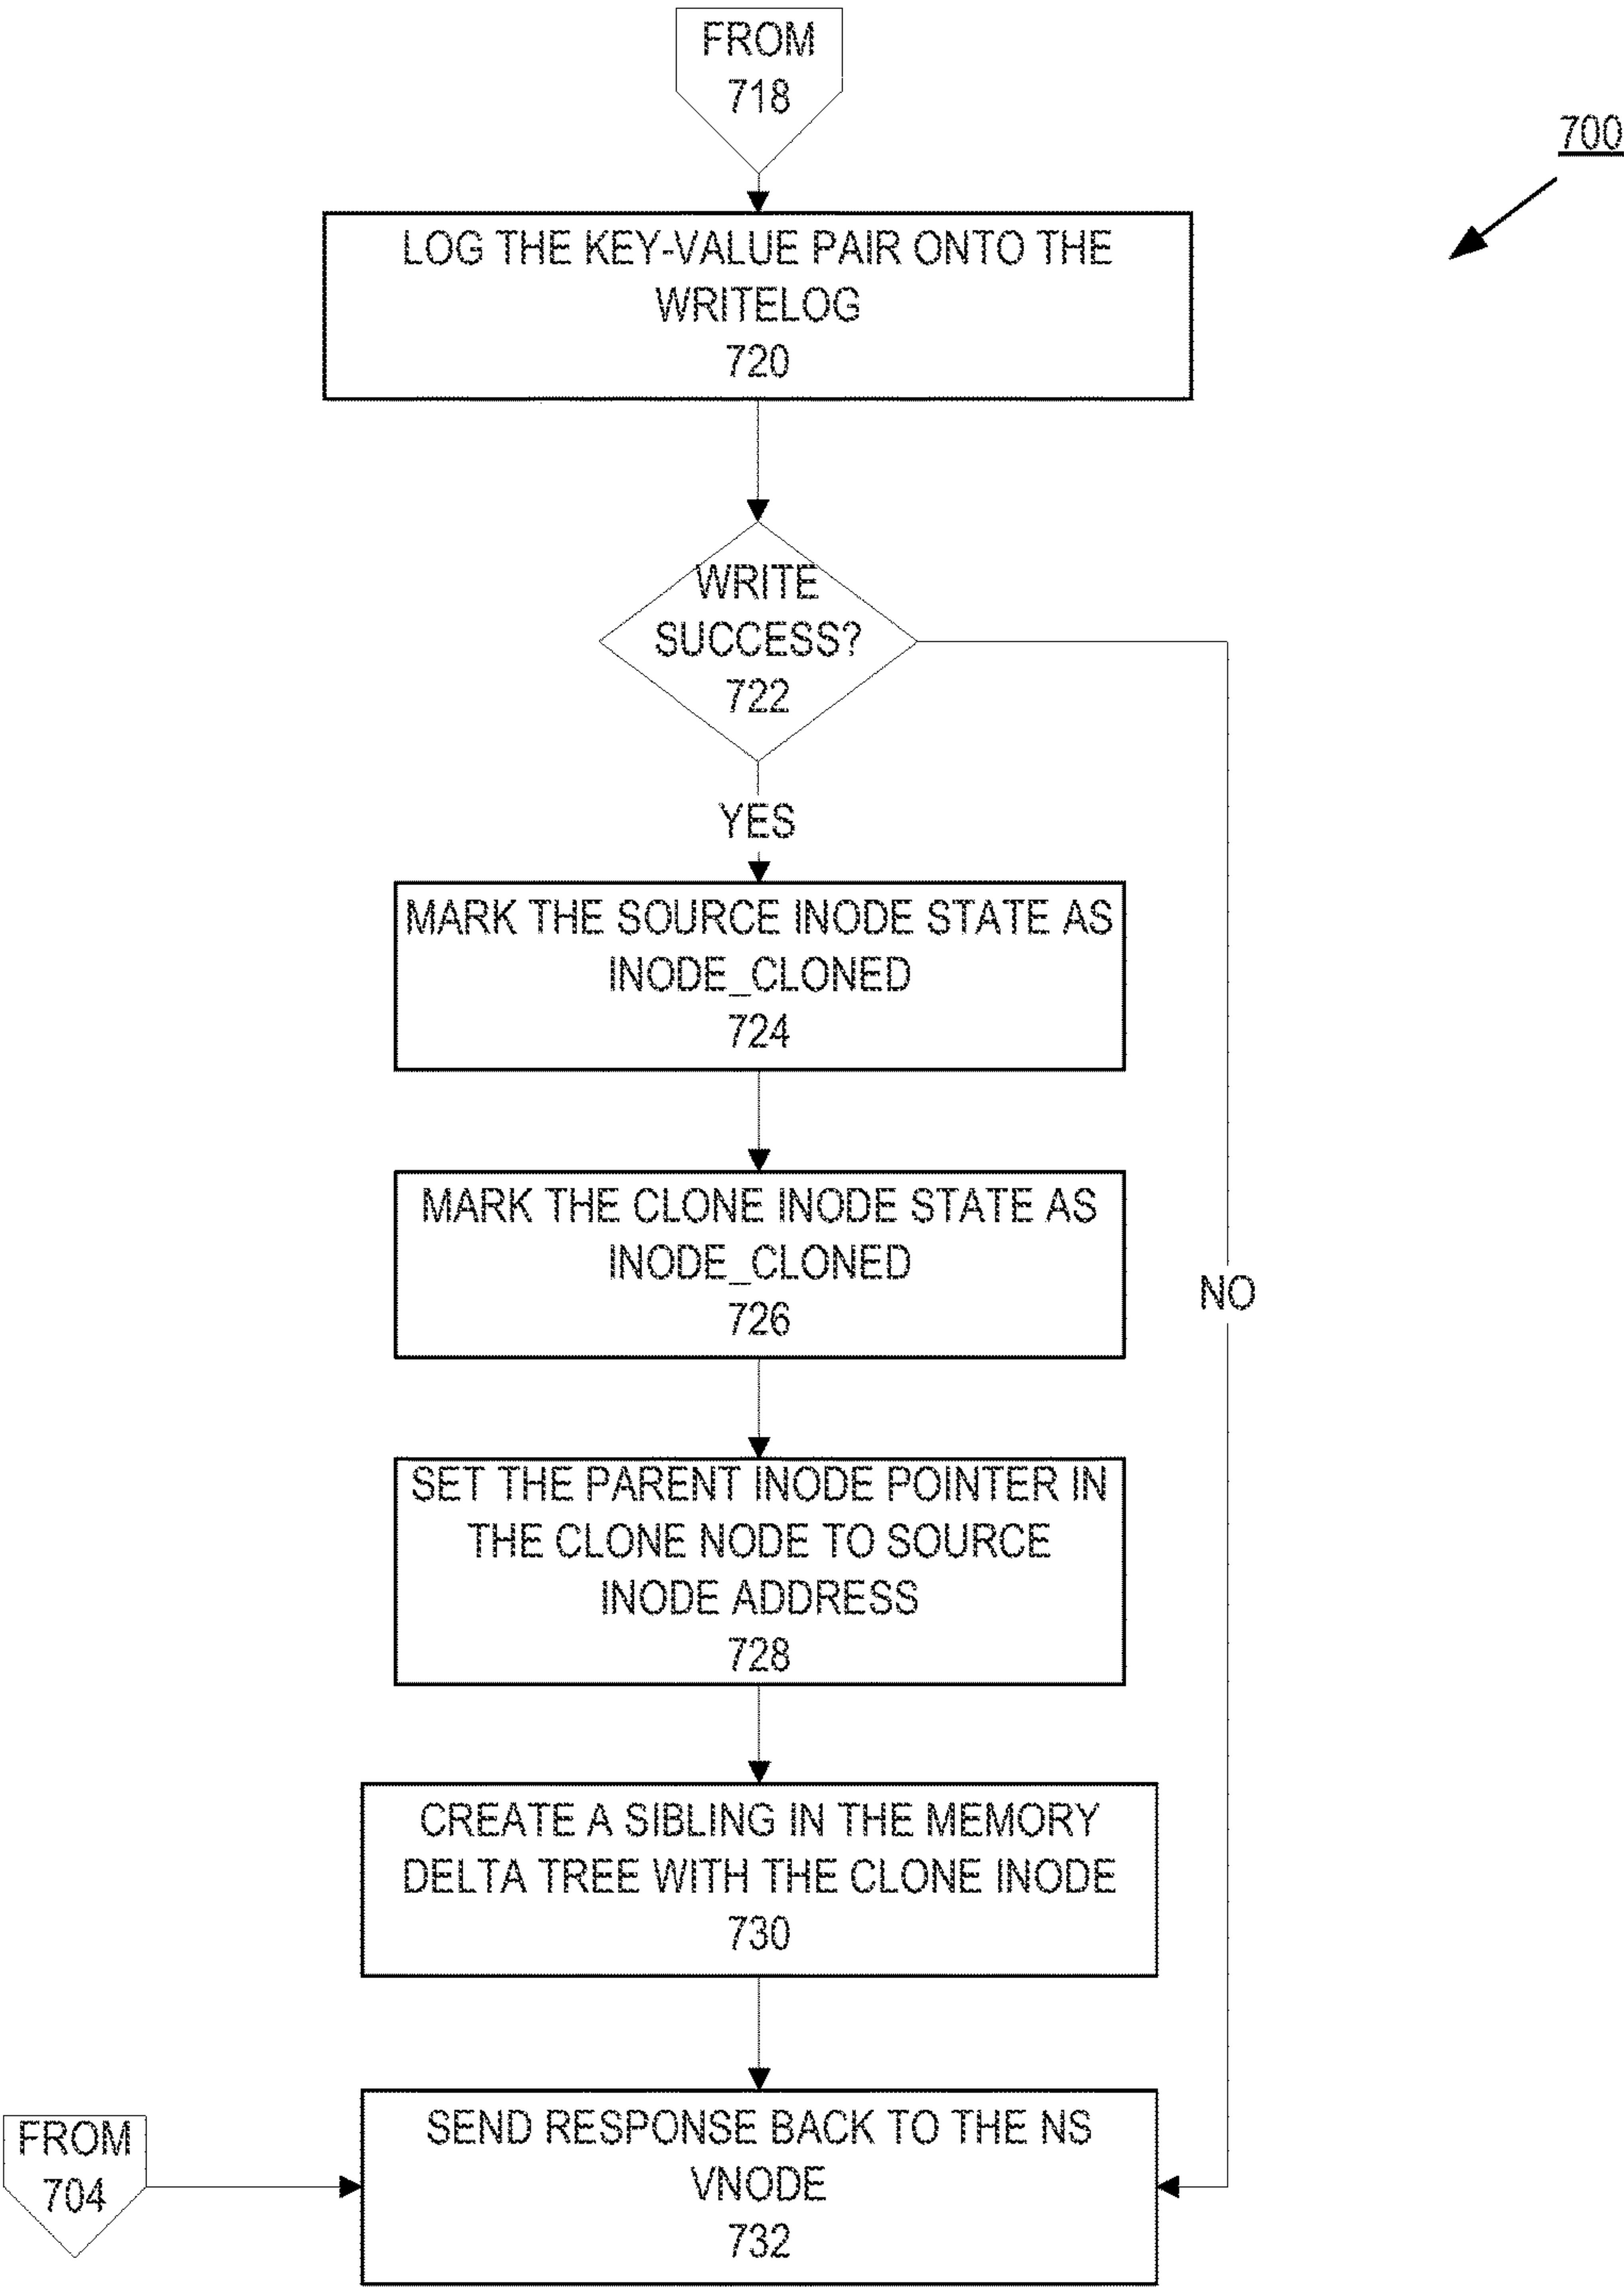 FROM
718
700
LOG THE KEY-VALUE PAIR ONTO THE
WRITELOG
720
WRITE
SUCCESS?
722
YES
MARK THE SOURCE INODE STATE AS
INODE_CLONED
724
MARK THE CLONE INODE STATE AS
INODE_CLONED
726
NO
SET THE PARENT INODE POINTER IN
THE CLONE NODE TO SOURCE
INODE ADDRESS
728
CREATE A SIBLING IN THE MEMORY
DELTA TREE WITH THE CLONE INODE
730
FROM
704
SEND RESPONSE BACK TO THE NS
VNODE
732